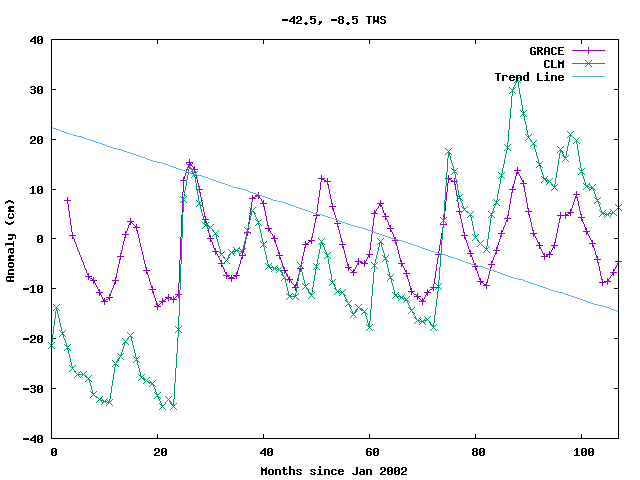 -42.5, -8.5 TWS
GRACE
CLM
Trend Line
40
30
20
10
0
-10
-20
-30
-40
Anomaly (cm)
0 20 40 60 80 100
Months since Jan 2002